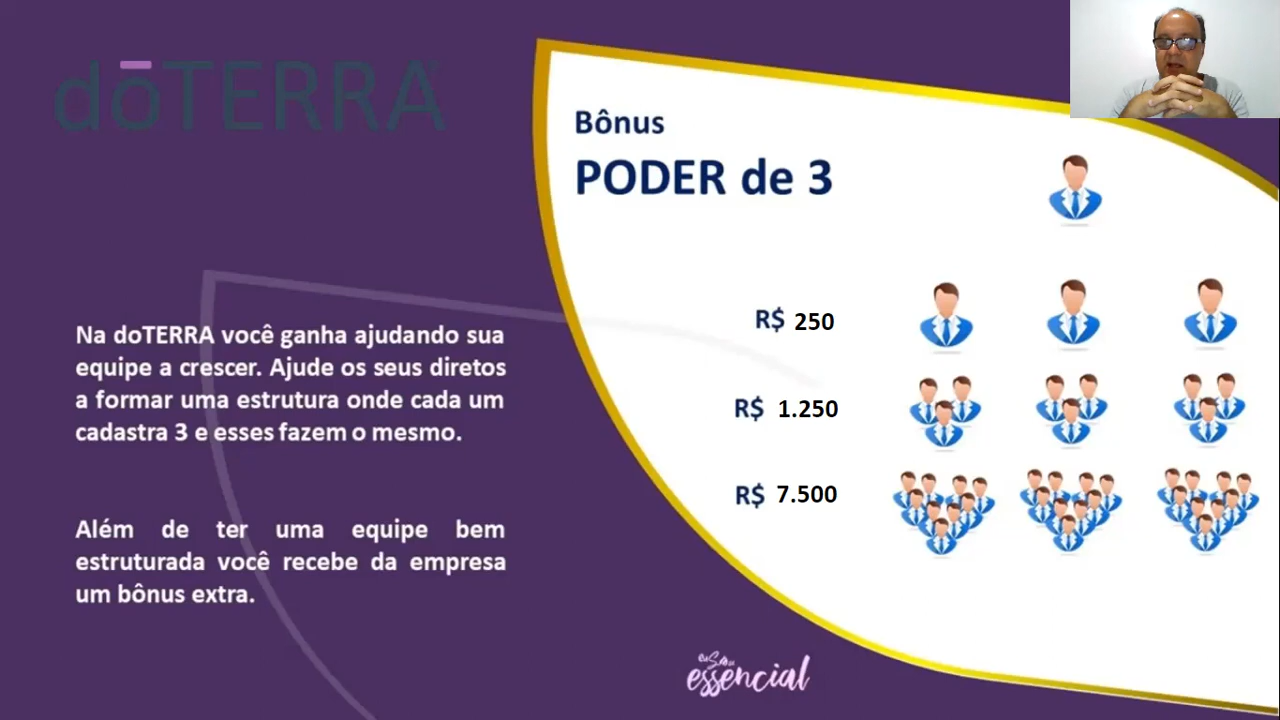 dōTERRA
Bônus
PODER de 3
R$ 250
R$ 1.250
R$ 7.500
Na doTERRA você ganha ajudando sua
equipe a crescer. Ajude os seus diretos
a formar uma estrutura onde cada um
cadastra 3 e esses fazem o mesmo.
Além de ter uma equipe bem
estruturada você recebe da empresa
um bônus extra.
essencial